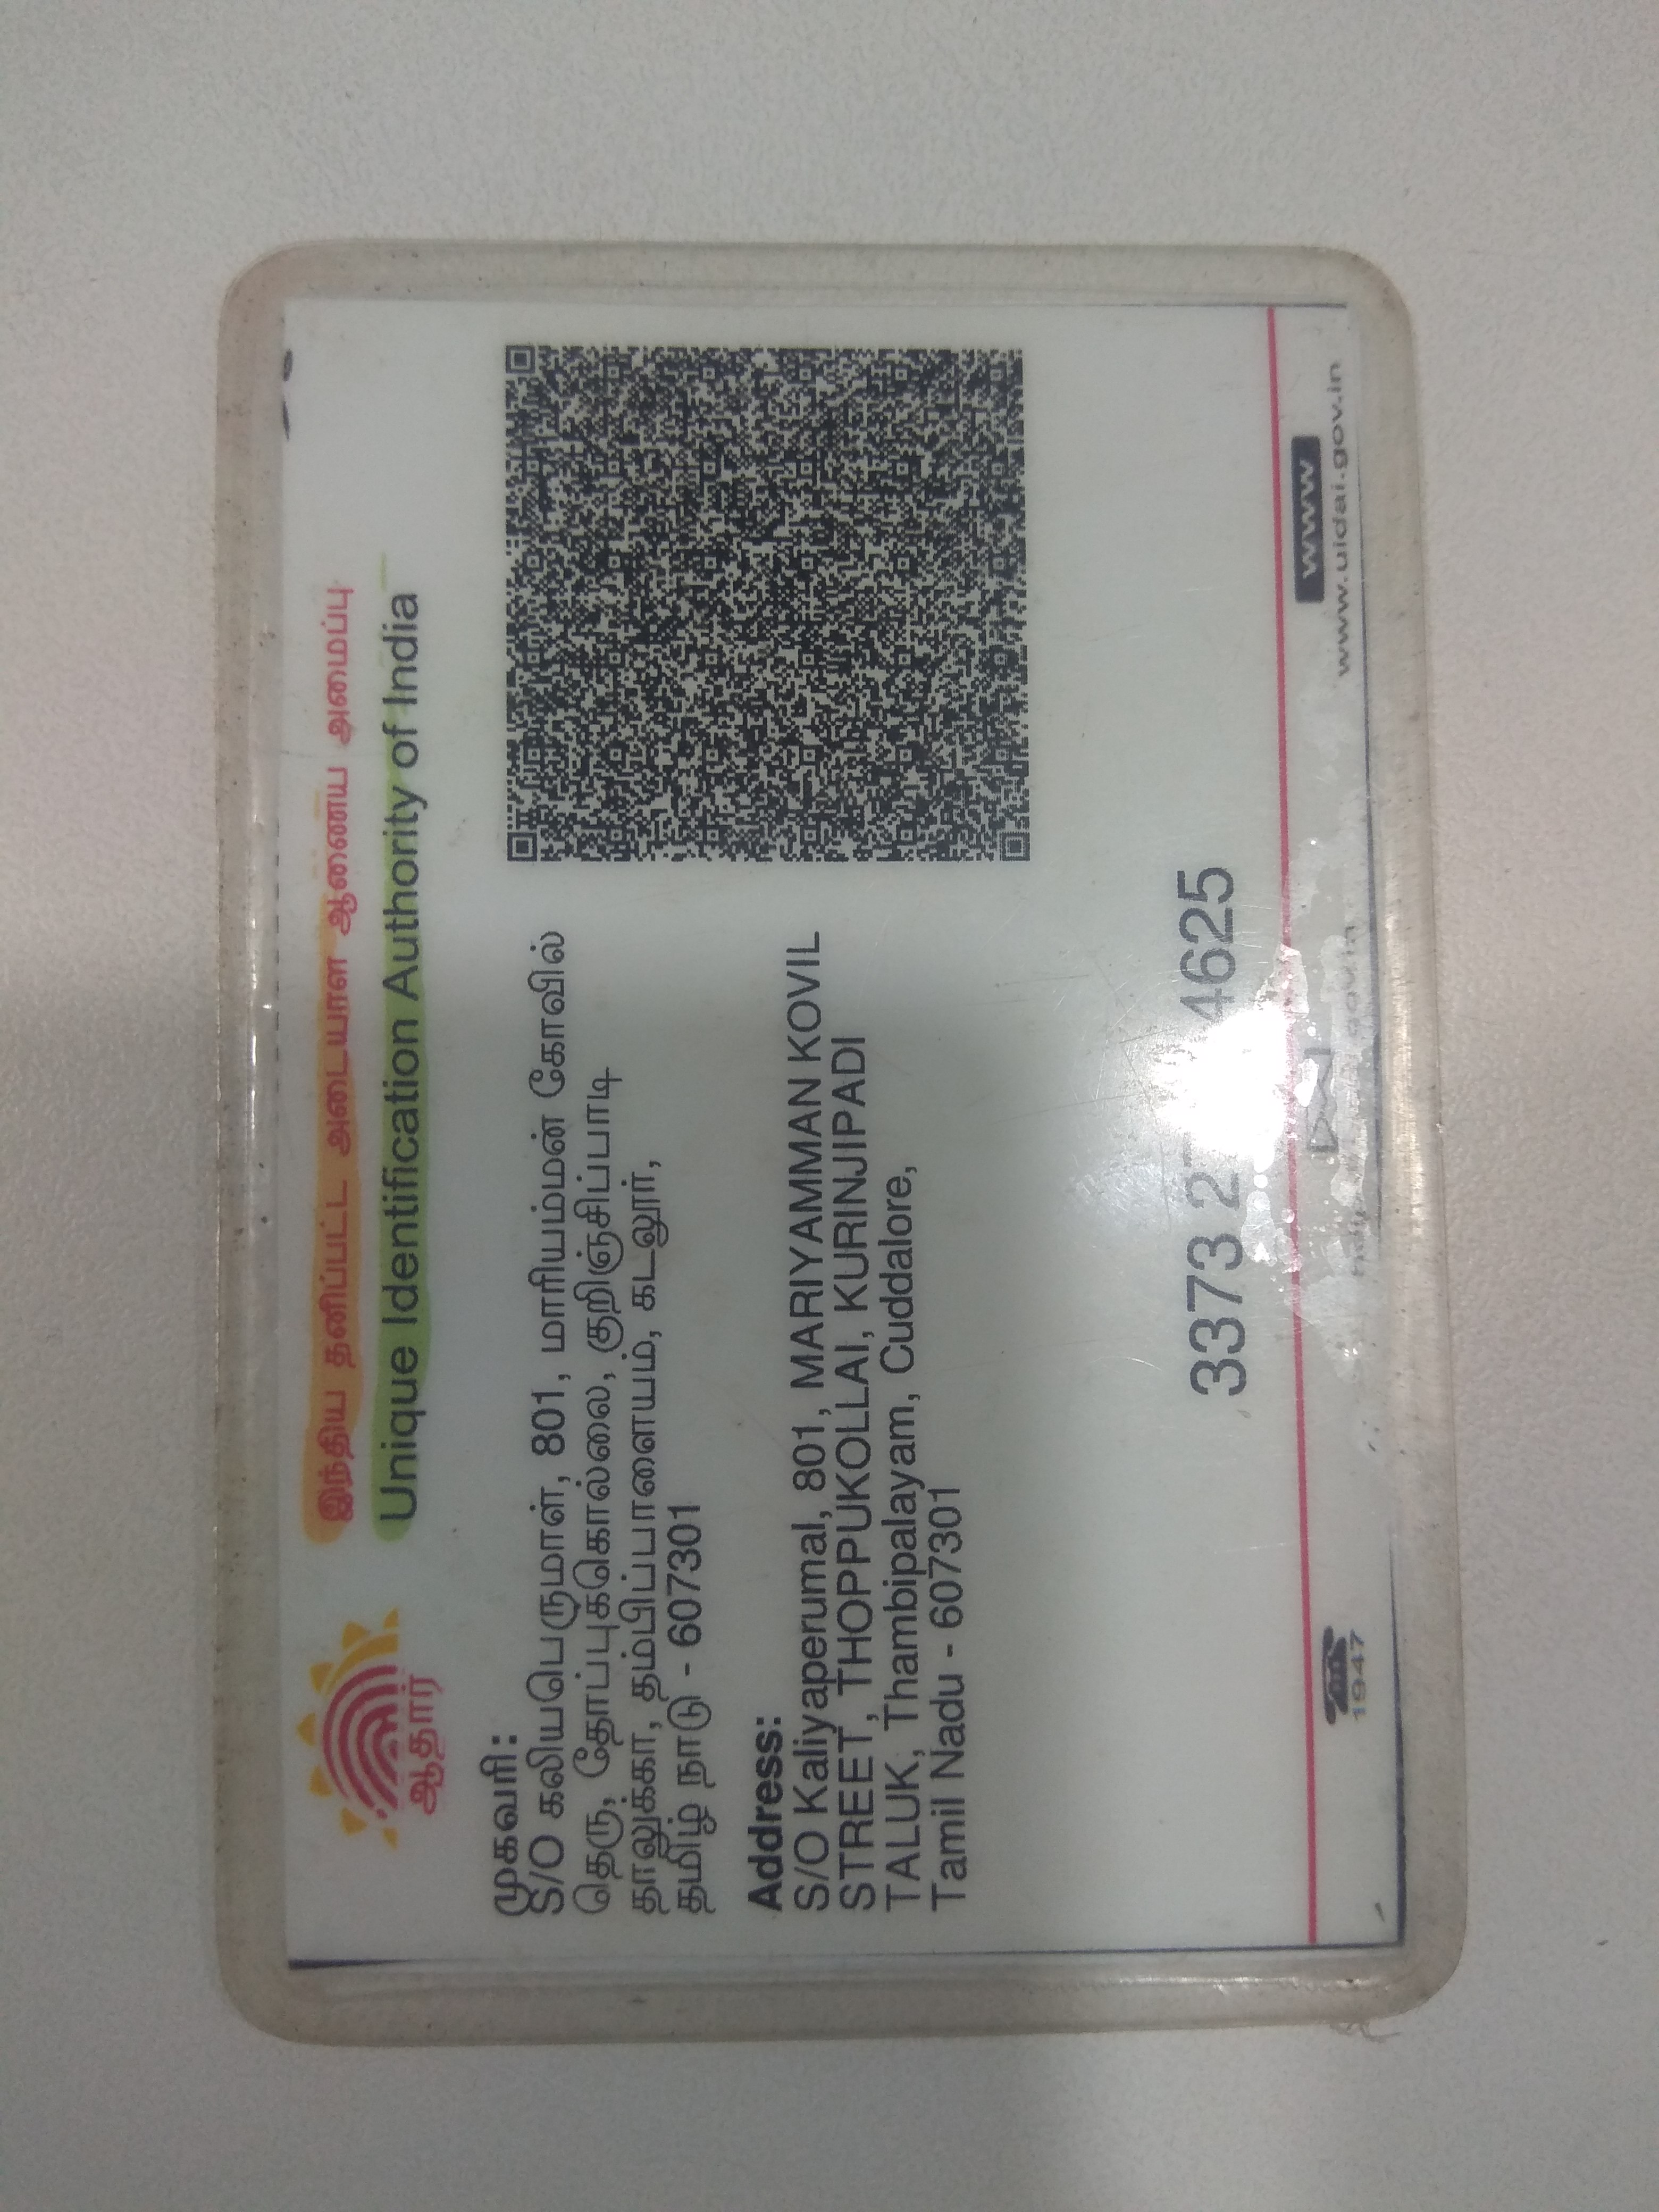 இந்திய தனிப்பட்ட அடையாள ஆணைய அமைப்பு
Unique Identification Authority of India
ஆதார்
முகவரி:
S/O கலியபெருமாள், 801, மாரியம்மன் கோவில்
தெரு, தோப்புகொல்லை, குறிஞ்சிப்பாடி
தாலுக்கா, தம்பிப்பாளையம், கடலூர்,
தமிழ் நாடு - 607301
Address:
S/O Kaliyaperumal, 801, MARIYAMMAN KOVIL
STREET, THOPPUKOLLAI, KURINJIPADI
TALUK, Thambipalayam, Cuddalore,
Tamil Nadu - 607301
3373 4625
1947
www
www.uidai.gov.in